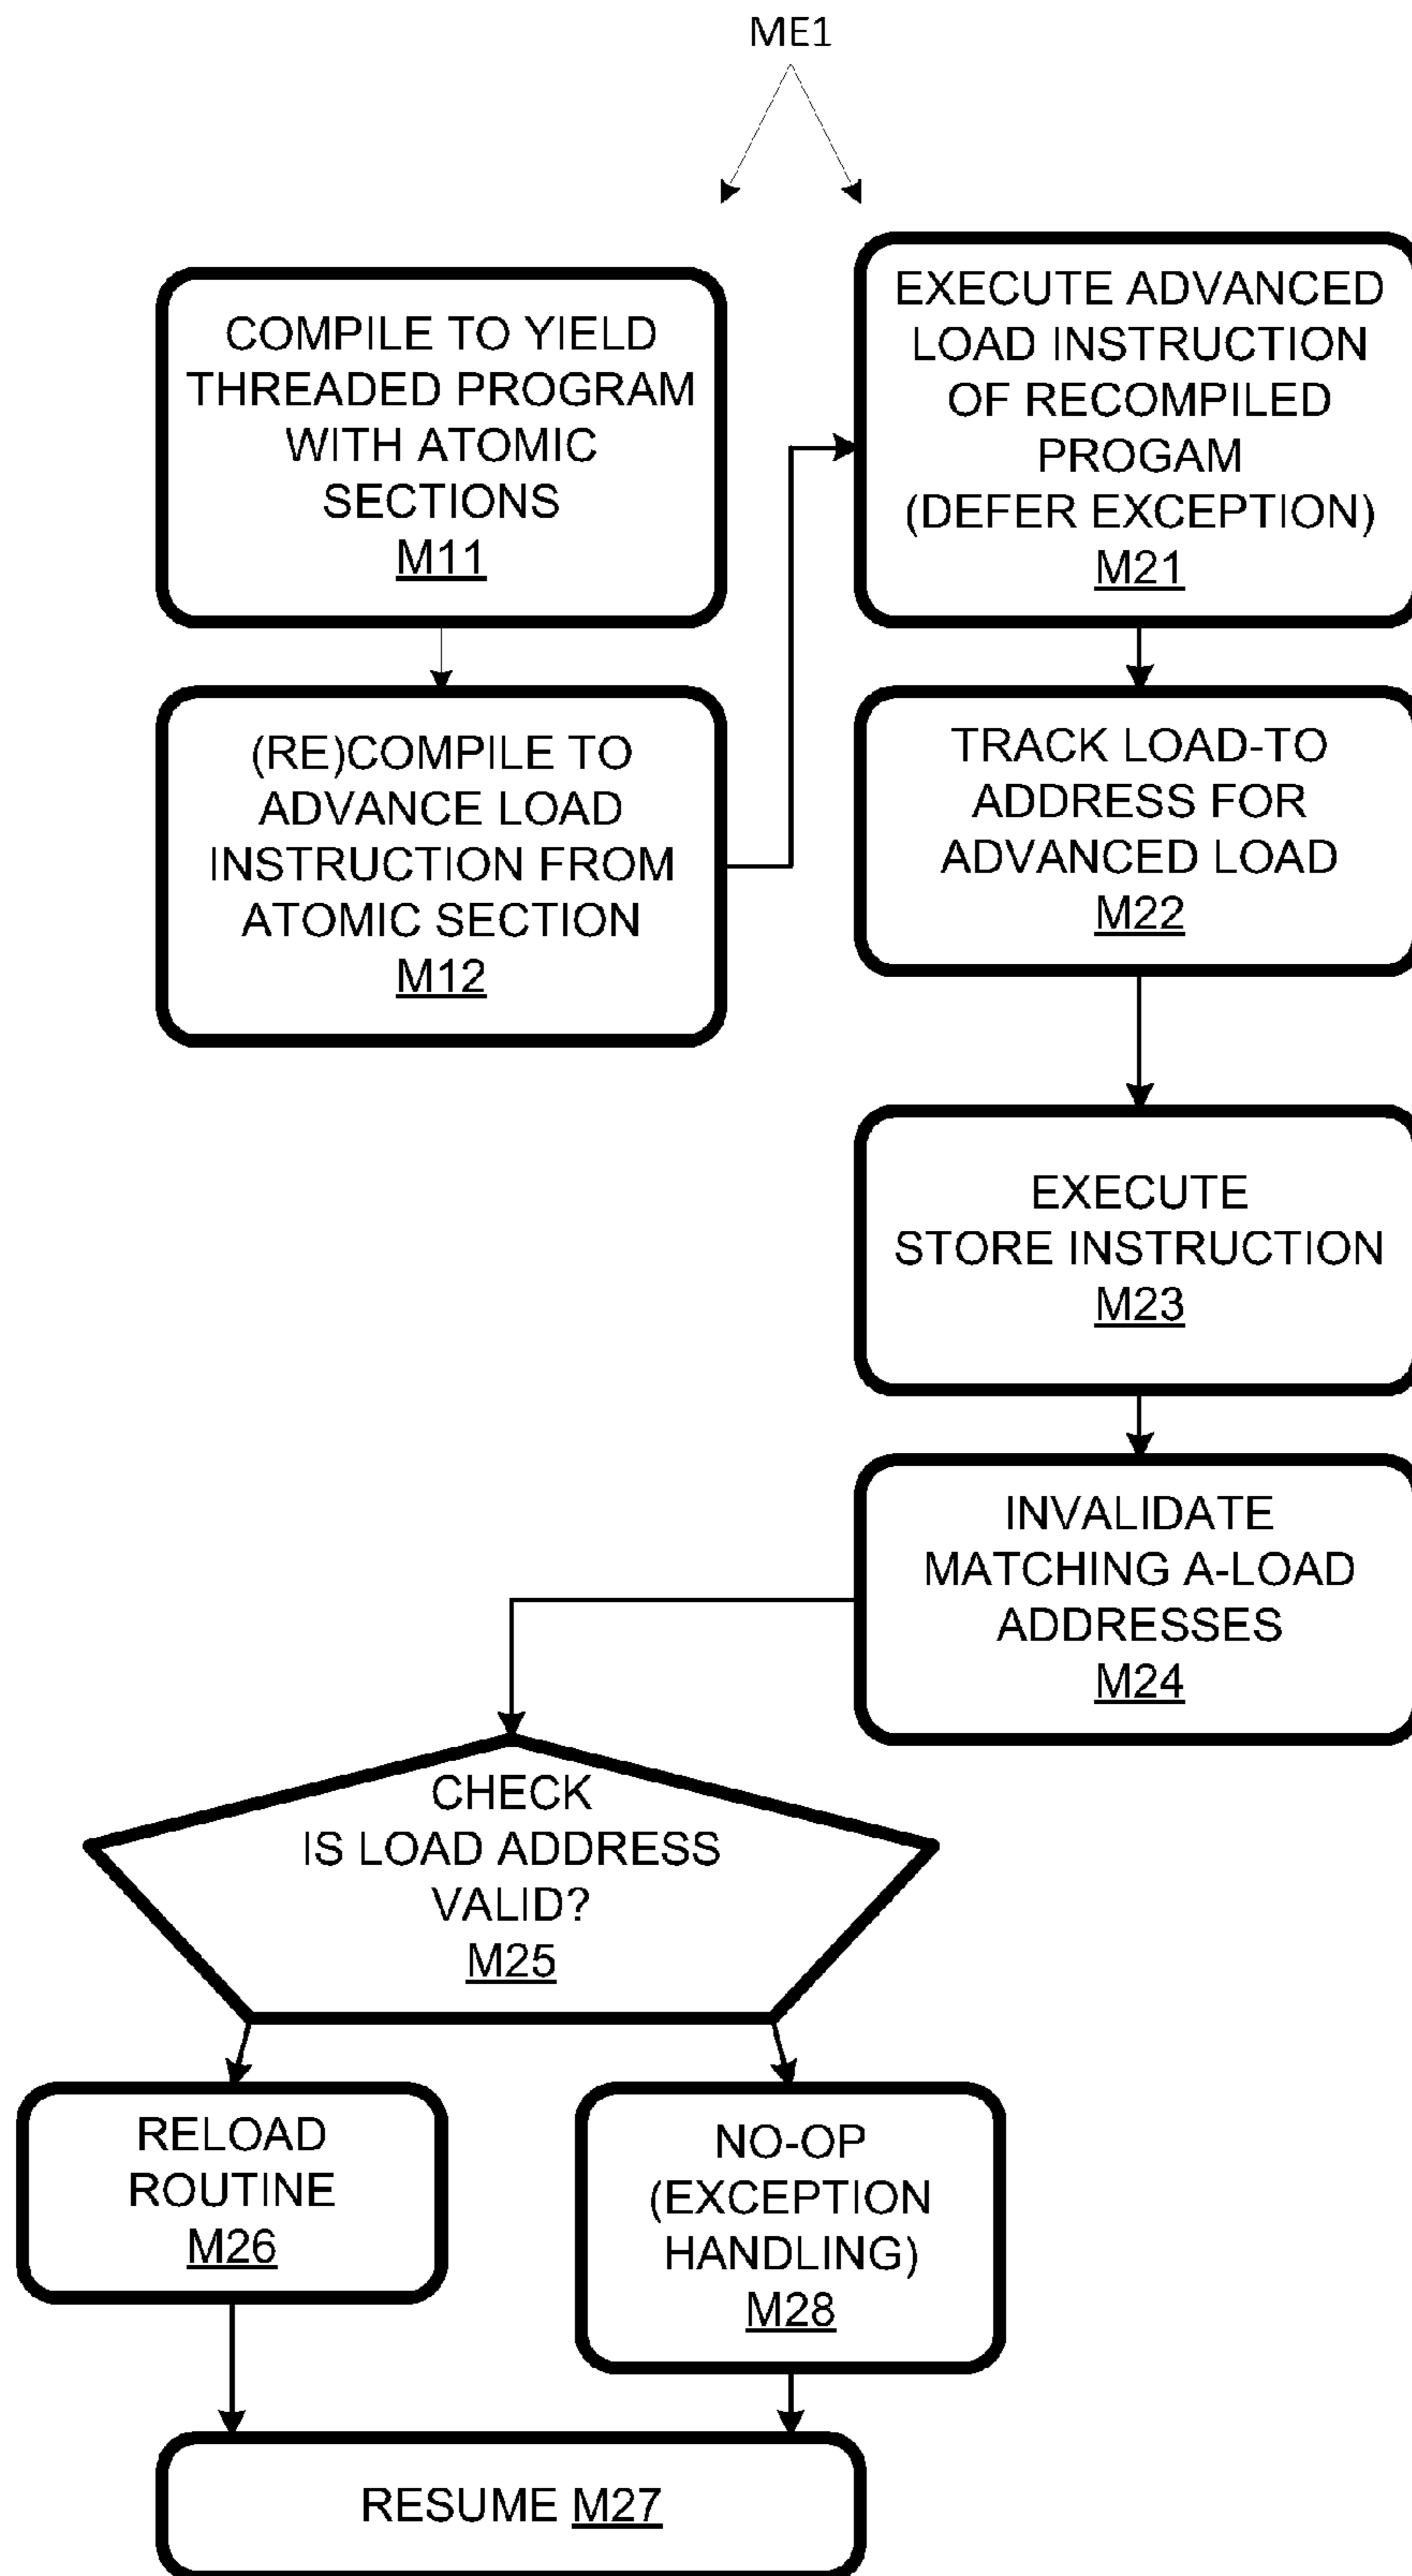 ME1
COMPILE TO YIELD
THREADED PROGRAM
WITH ATOMIC
SECTIONS
M11
(RE)COMPILE TO
ADVANCE LOAD
INSTRUCTION FROM
ATOMIC SECTION
M12
EXECUTE ADVANCED
LOAD INSTRUCTION
OF RECOMPILED
PROGAM
(DEFER EXCEPTION)
M21
TRACK LOAD-TO
ADDRESS FOR
ADVANCED LOAD
M22
EXECUTE
STORE INSTRUCTION
M23
INVALIDATE
MATCHING A-LOAD
ADDRESSES
M24
CHECK
IS LOAD ADDRESS
VALID?
M25
RELOAD
ROUTINE
M26
NO-OP
(EXCEPTION
HANDLING)
M28
RESUME M27